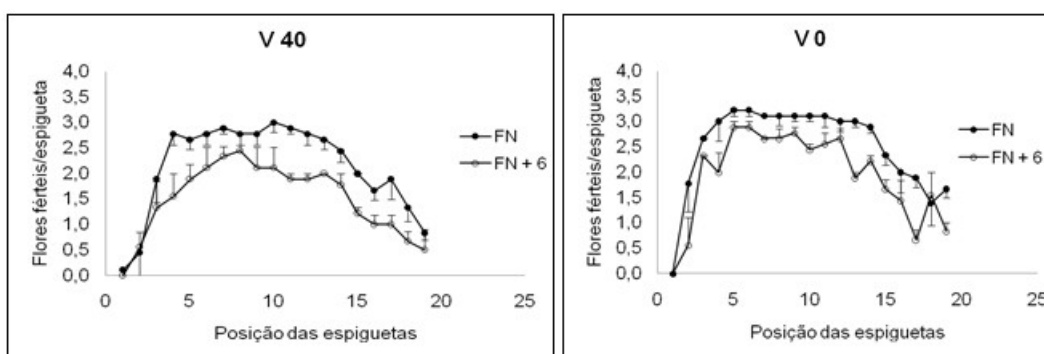 V 40
Flores férteis/espigueta
4,0
3,5
3,0
2,5
2,0
1,5
1,0
0,5
0,0
0 5 10 15 20 25
Posição das espiguetas
FN
FN + 6
V 0
Flores férteis/espigueta
4,0
3,5
3,0
2,5
2,0
1,5
1,0
0,5
0,0
0 5 10 15 20 25
Posição das espiguetas
FN
FN + 6